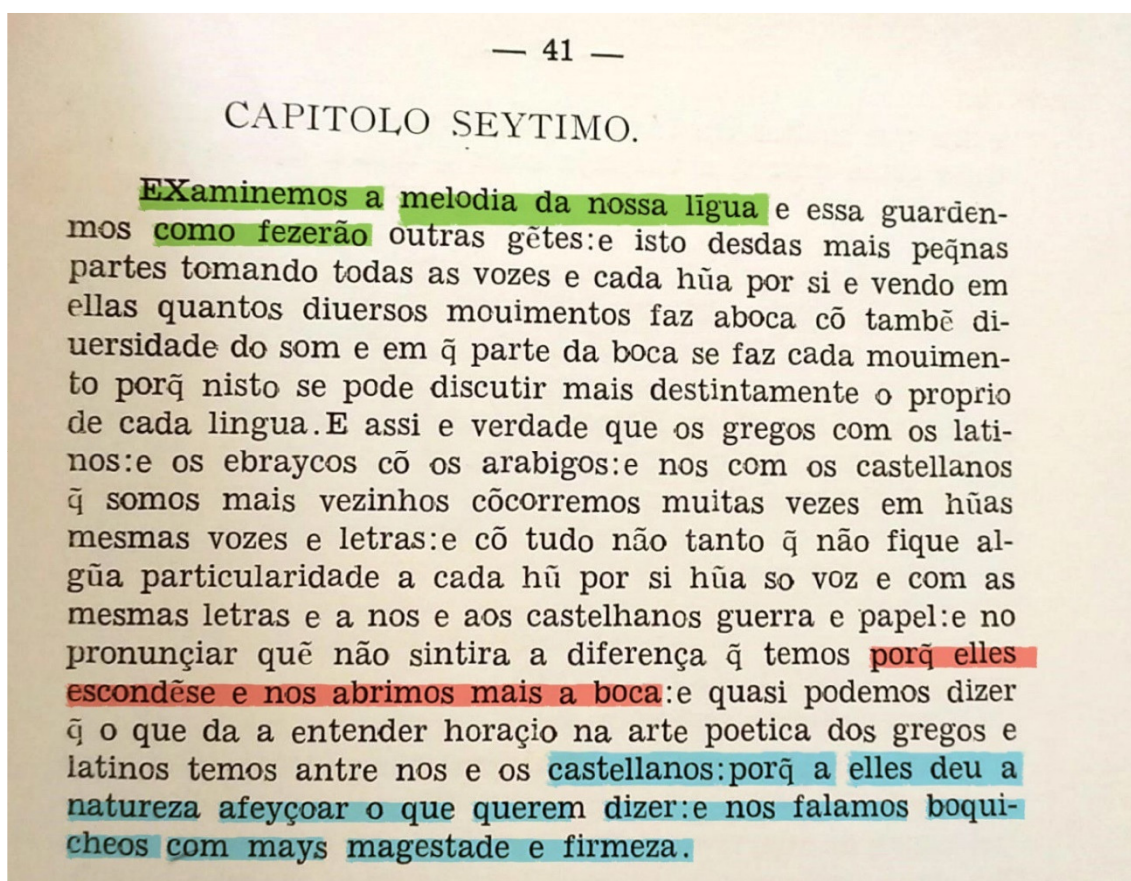 — 41 —
CAPITOLO SEYTIMO.
EXaminemos a melodia da nossa lĩgua e essa guarden-
mos como fezerão outras gẽtes:e isto desdas mais peq̃nas
partes tomando todas as vozes e cada hũa por si e vendo em
ellas quantos diuersos mouimentos faz aboca cõ tambẽ di-
uersidade do som e em q̃ parte da boca se faz cada mouimen-
to porq̃ nisto se pode discutir mais destintamente o proprio
de cada lingua.E assi e verdade que os gregos com os lati-
nos:e os ebraycos cõ os arabigos:e nos com os castellanos
q̃ somos mais vezinhos cõcorremos muitas vezes em hũas
mesmas vozes e letras:e cõ tudo não tanto q̃ não fique al-
gũa particularidade a cada hũ por si hũa so voz e com as
mesmas letras e a nos e aos castelhanos guerra e papel:e no
pronunçiar quẽ não sintira a diferença q̃ temos porq̃ elles
escondẽse e nos abrimos mais a boca:e quasi podemos dizer
q̃ o que da a entender horaçio na arte poetica dos gregos e
latinos temos antre nos e os castellanos:porq̃ a elles deu a
natureza afeyçoar o que querem dizer:e nos falamos boqui-
cheos com mays magestade e firmeza.